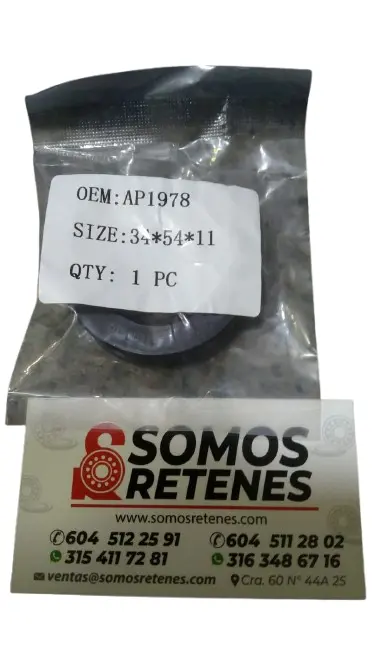 OEM:AP1978
SIZE:34*54*11
QTY: 1 PC
SOMOS
RETENES
www.somosretenes.com
604 512 25 91 604 511 28 02
315 411 72 81 316 348 67 16
ventas@somosretenes.com Cra. 60 N° 44A 25